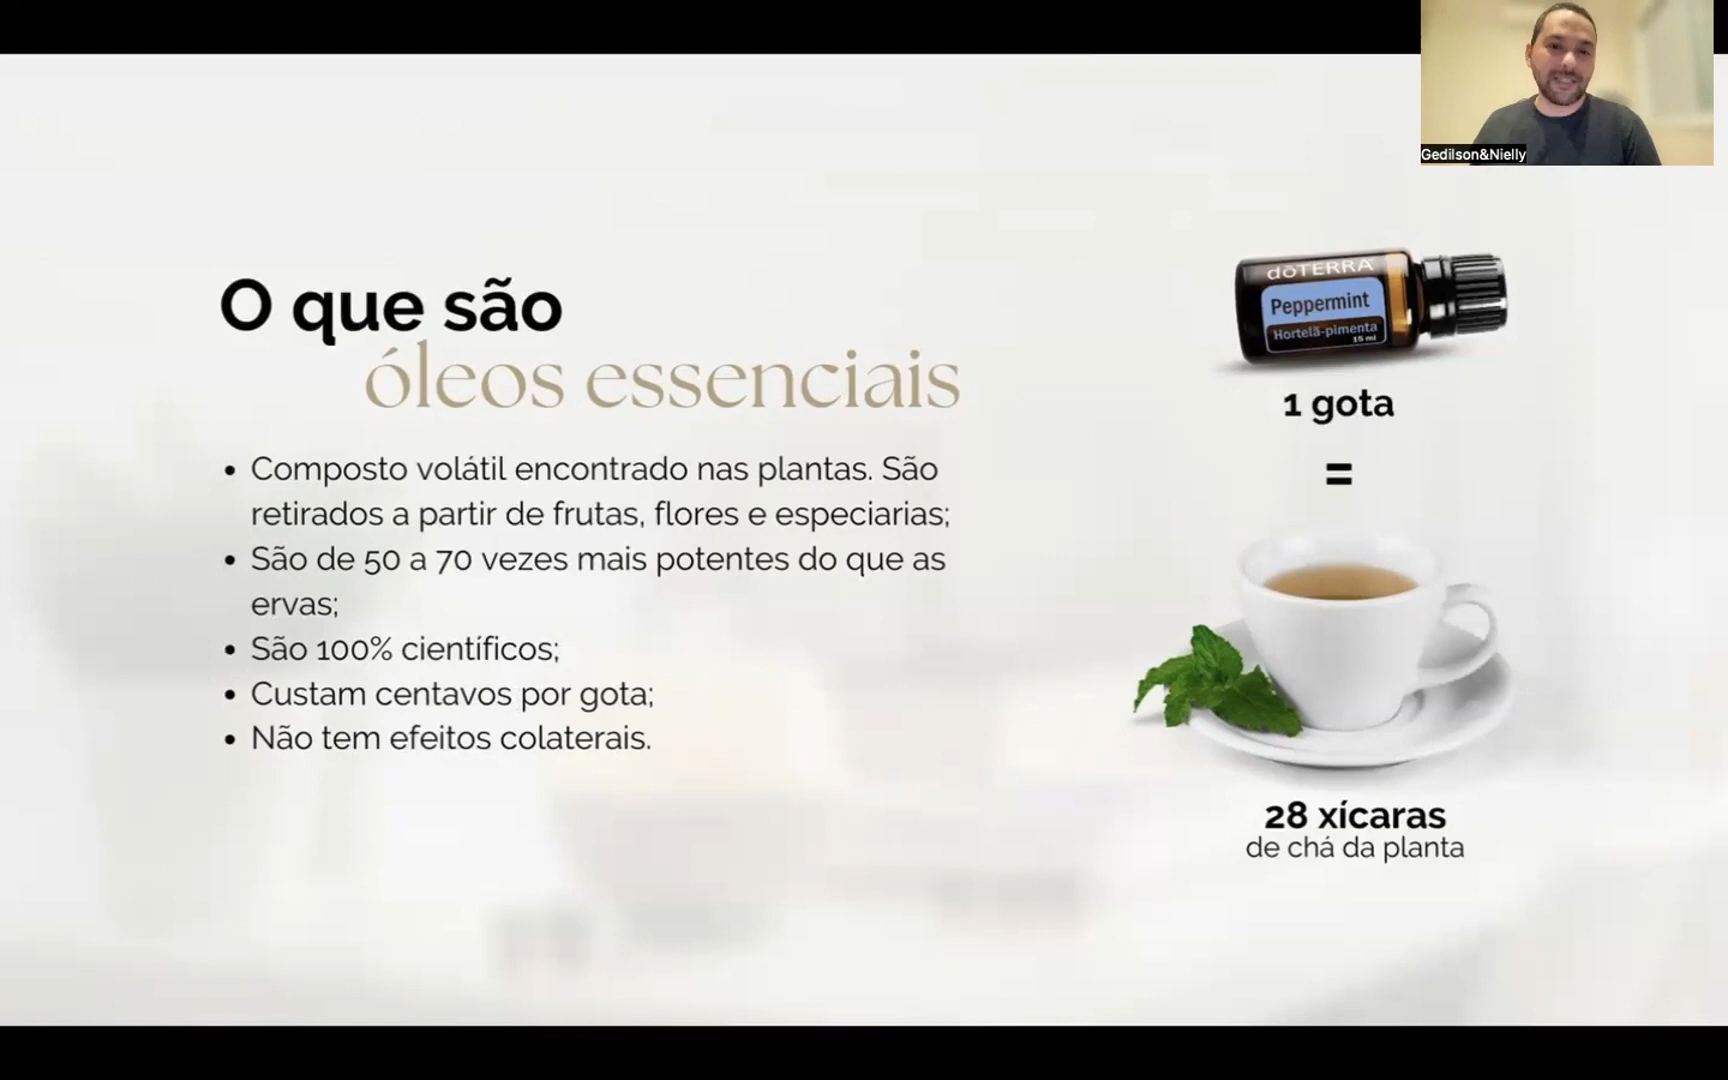 Gedilson&Nielly
O que são
óleos essenciais
• Composto volátil encontrado nas plantas. São
retirados a partir de frutas, flores e especiarias;
• São de 50 a 70 vezes mais potentes do que as
ervas;
• São 100% científicos;
• Custam centavos por gota;
• Não tem efeitos colaterais.
dōTERRA
Peppermint
Hortelã-pimenta
15 ml
1 gota
=
28 xícaras
de chá da planta